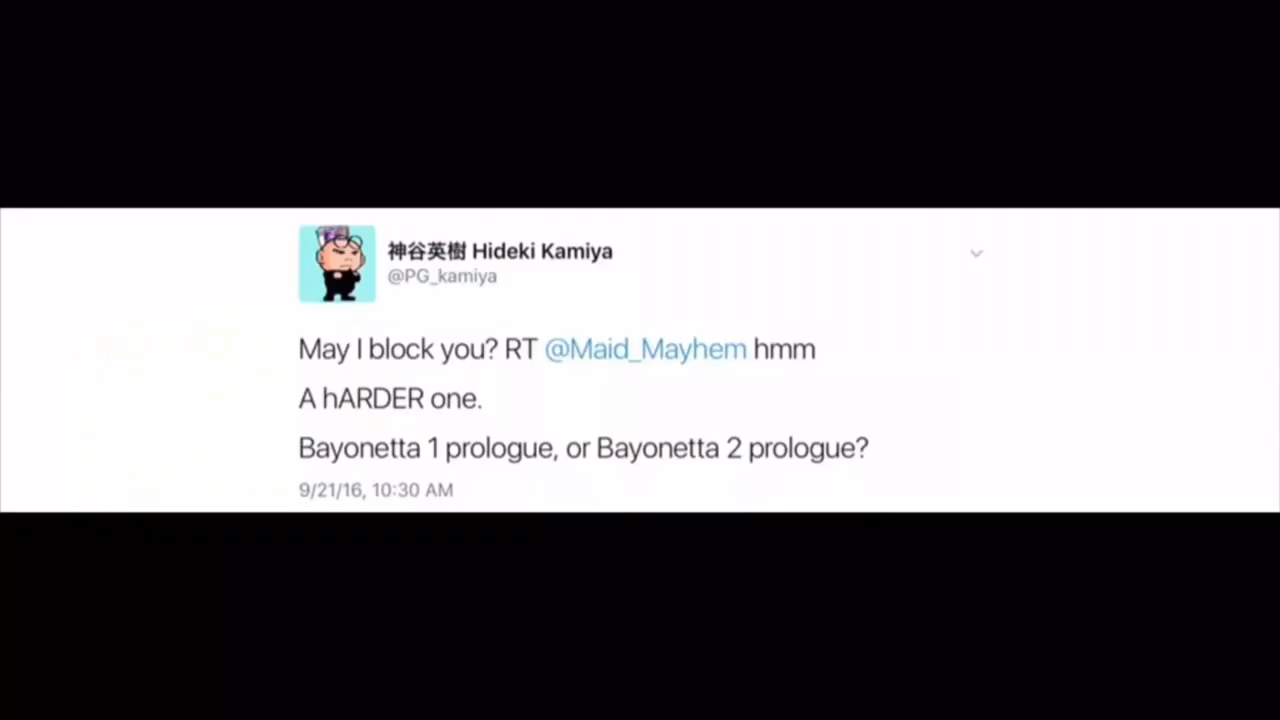 神谷英樹 Hideki Kamiya
@PG_kamiya
May I block you? RT @Maid_Mayhem hmm
A hARDER one.
Bayonetta 1 prologue, or Bayonetta 2 prologue?
9/21/16, 10:30 AM